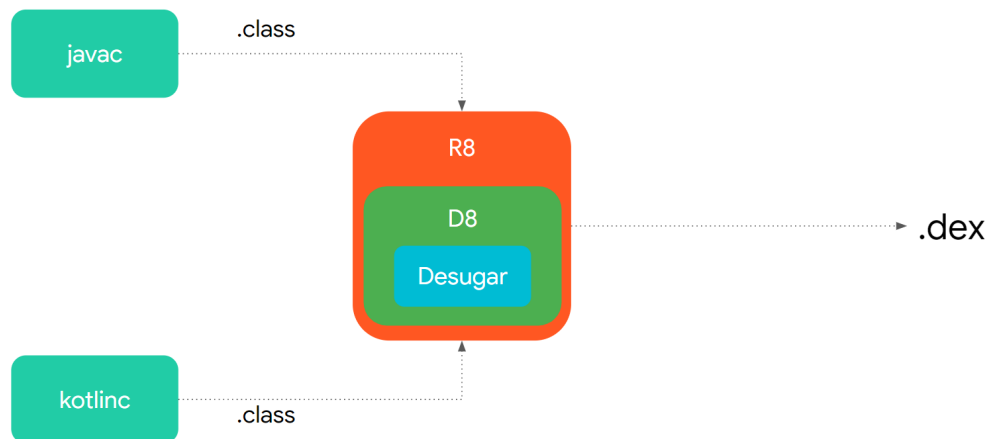 javac
.class
R8
D8
Desugar
.dex
kotlinc
.class